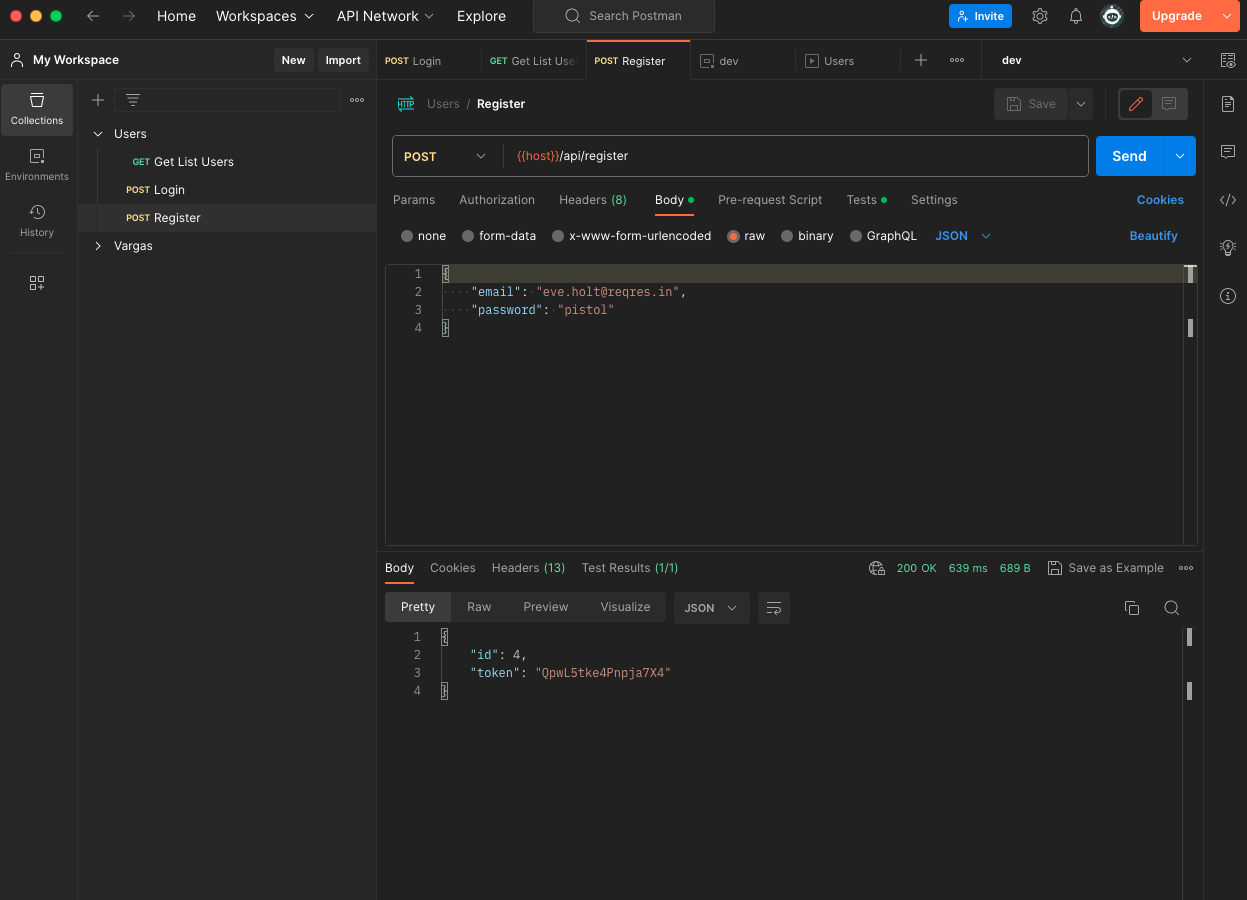 Home Workspaces API Network Explore Search Postman Invite Upgrade
My Workspace New Import
POST Login GET Get List Use POST Register dev Users dev
Collections
Environments
History
Users
GET Get List Users
POST Login
POST Register
Vargas
HTTP Users / Register Save
POST {{host}}/api/register Send
Params Authorization Headers (8) Body Pre-request Script Tests Settings Cookies
none form-data x-www-form-urlencoded raw binary GraphQL JSON Beautify
1 {
2 ····"email":·"eve.holt@reqres.in",
3 ····"password":·"pistol"
4 }
Body Cookies Headers (13) Test Results (1/1) 200 OK 639 ms 689 B Save as Example
Pretty Raw Preview Visualize JSON
1 {
2 "id": 4,
3 "token": "QpwL5tke4Pnpja7X4"
4 }